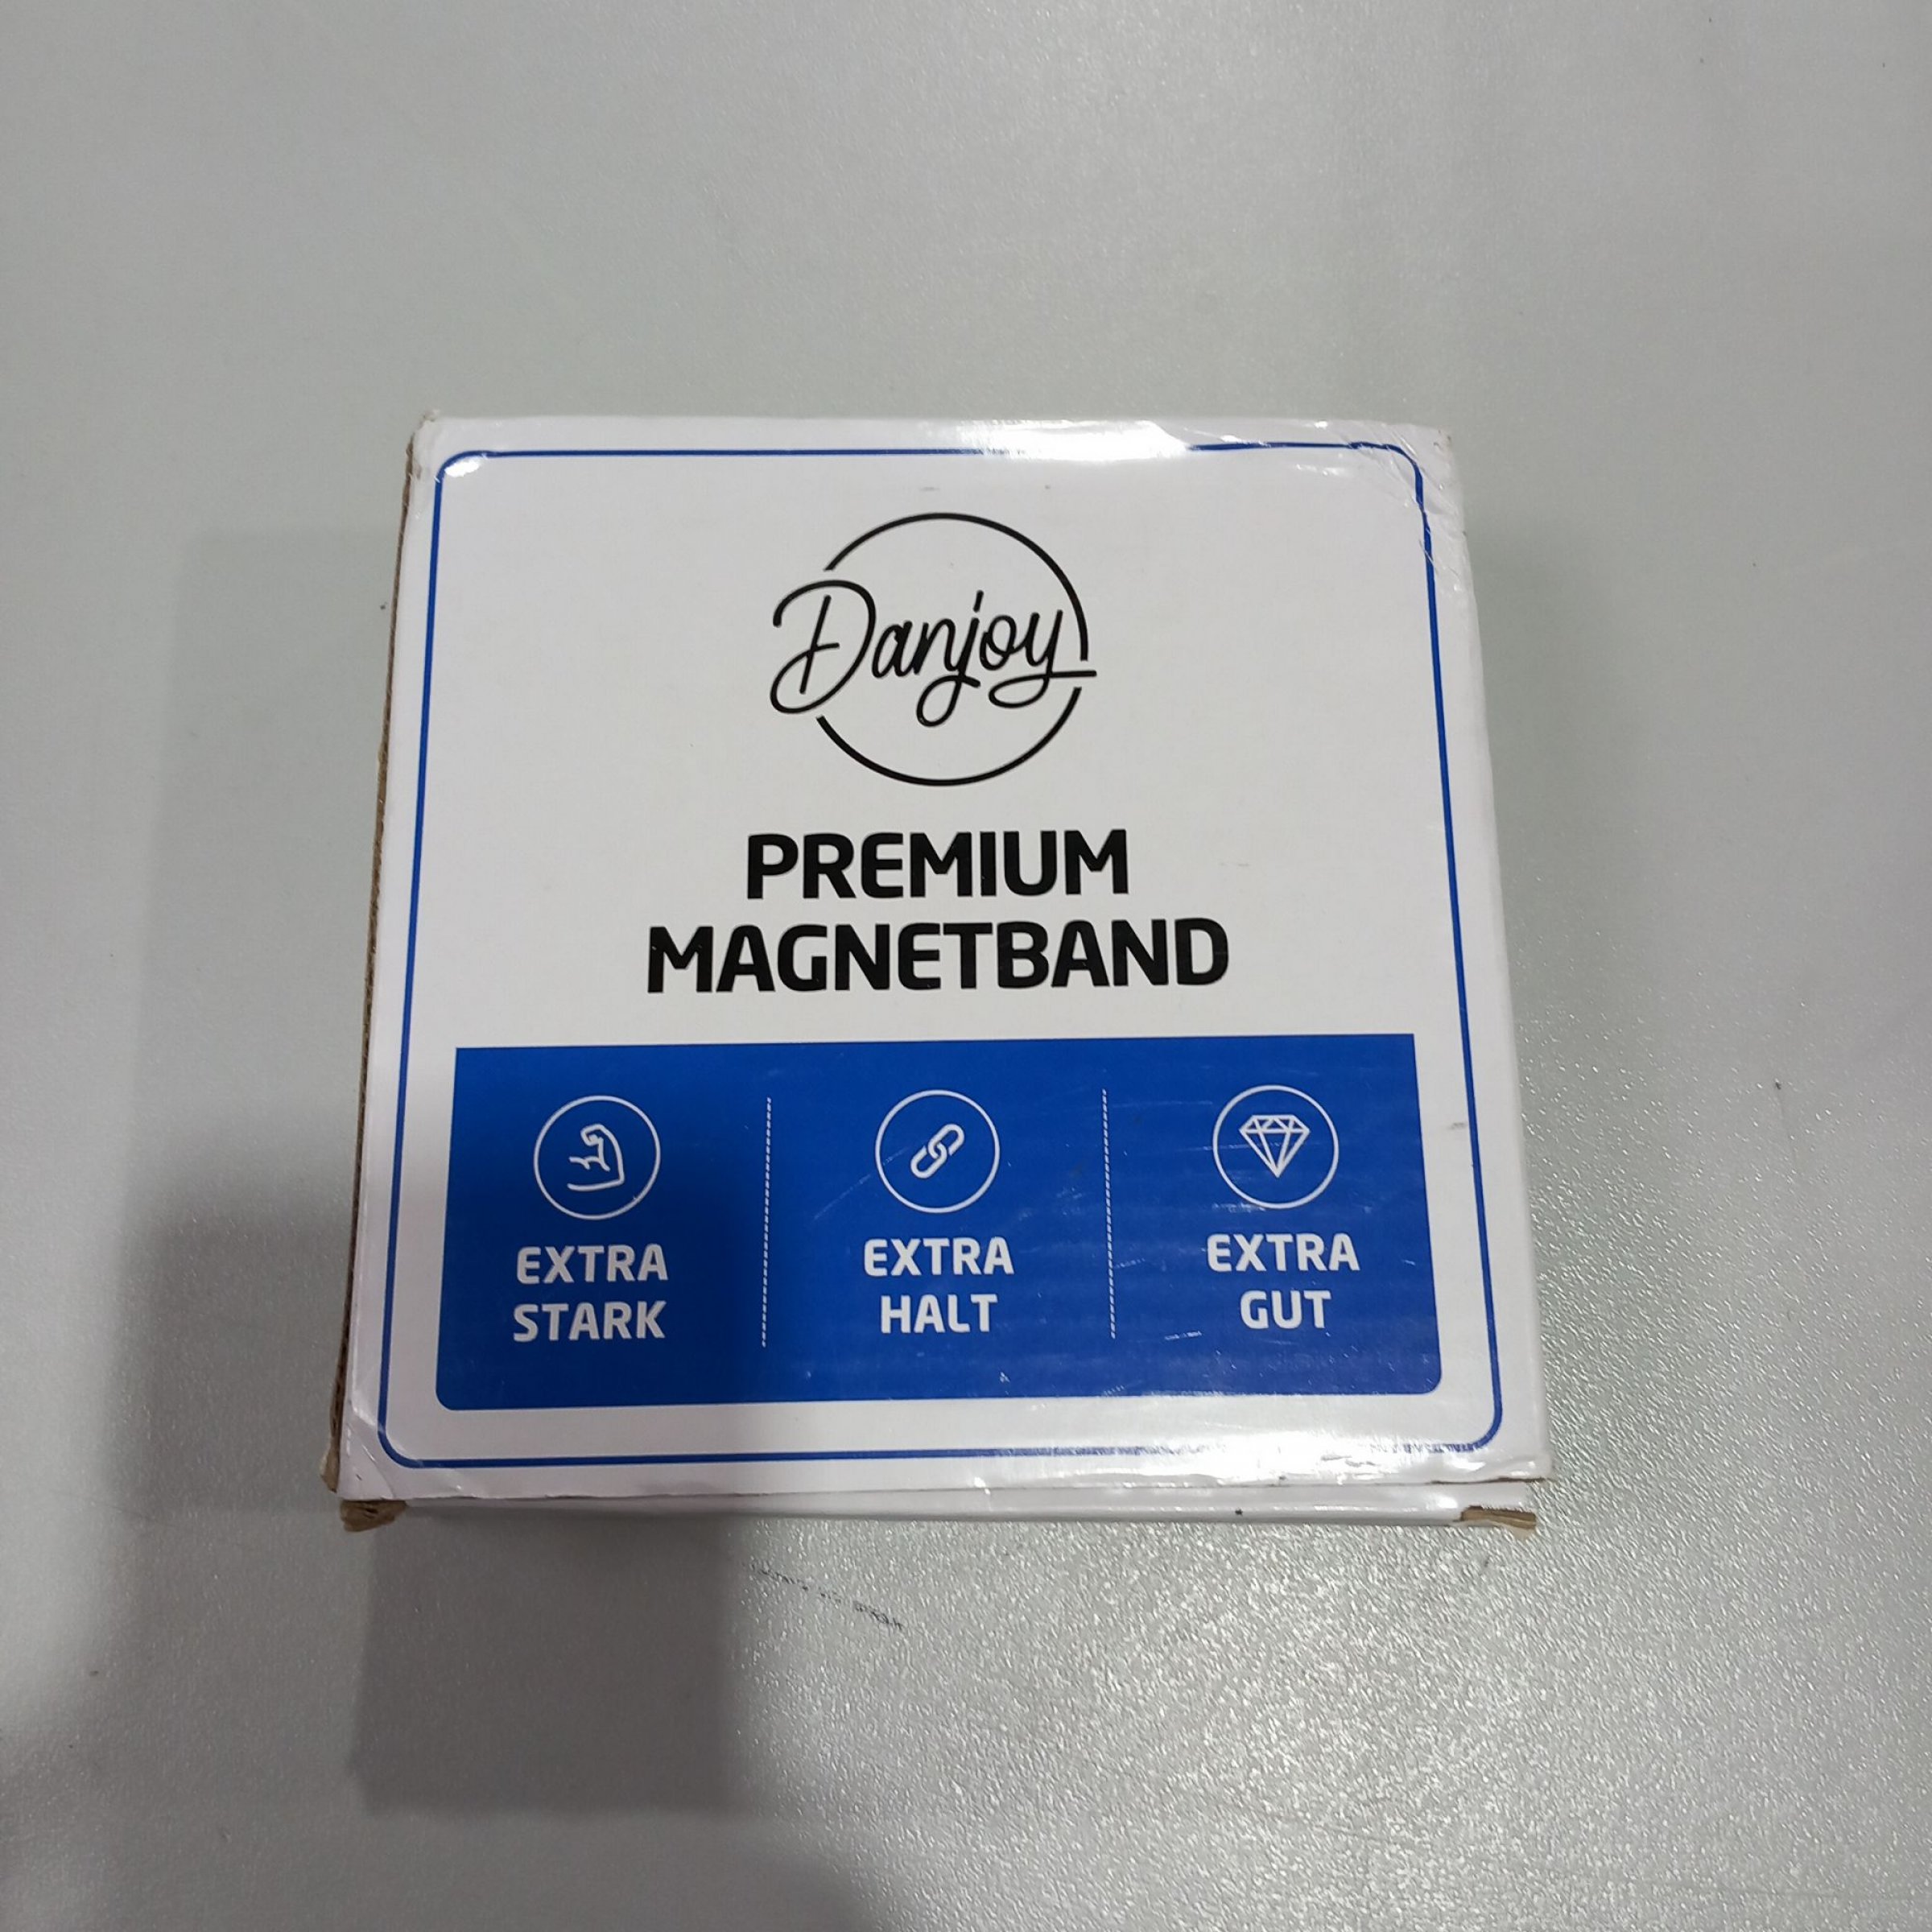 Danjoy
PREMIUM
MAGNETBAND
EXTRA
STARK
EXTRA
HALT
EXTRA
GUT